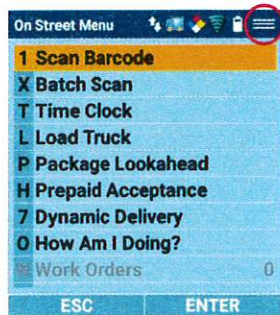 On Street Menu
1 Scan Barcode
X Batch Scan
T Time Clock
L Load Truck
P Package Lookahead
H Prepaid Acceptance
7 Dynamic Delivery
O How Am I Doing?
W Work Orders 0
ESC ENTER